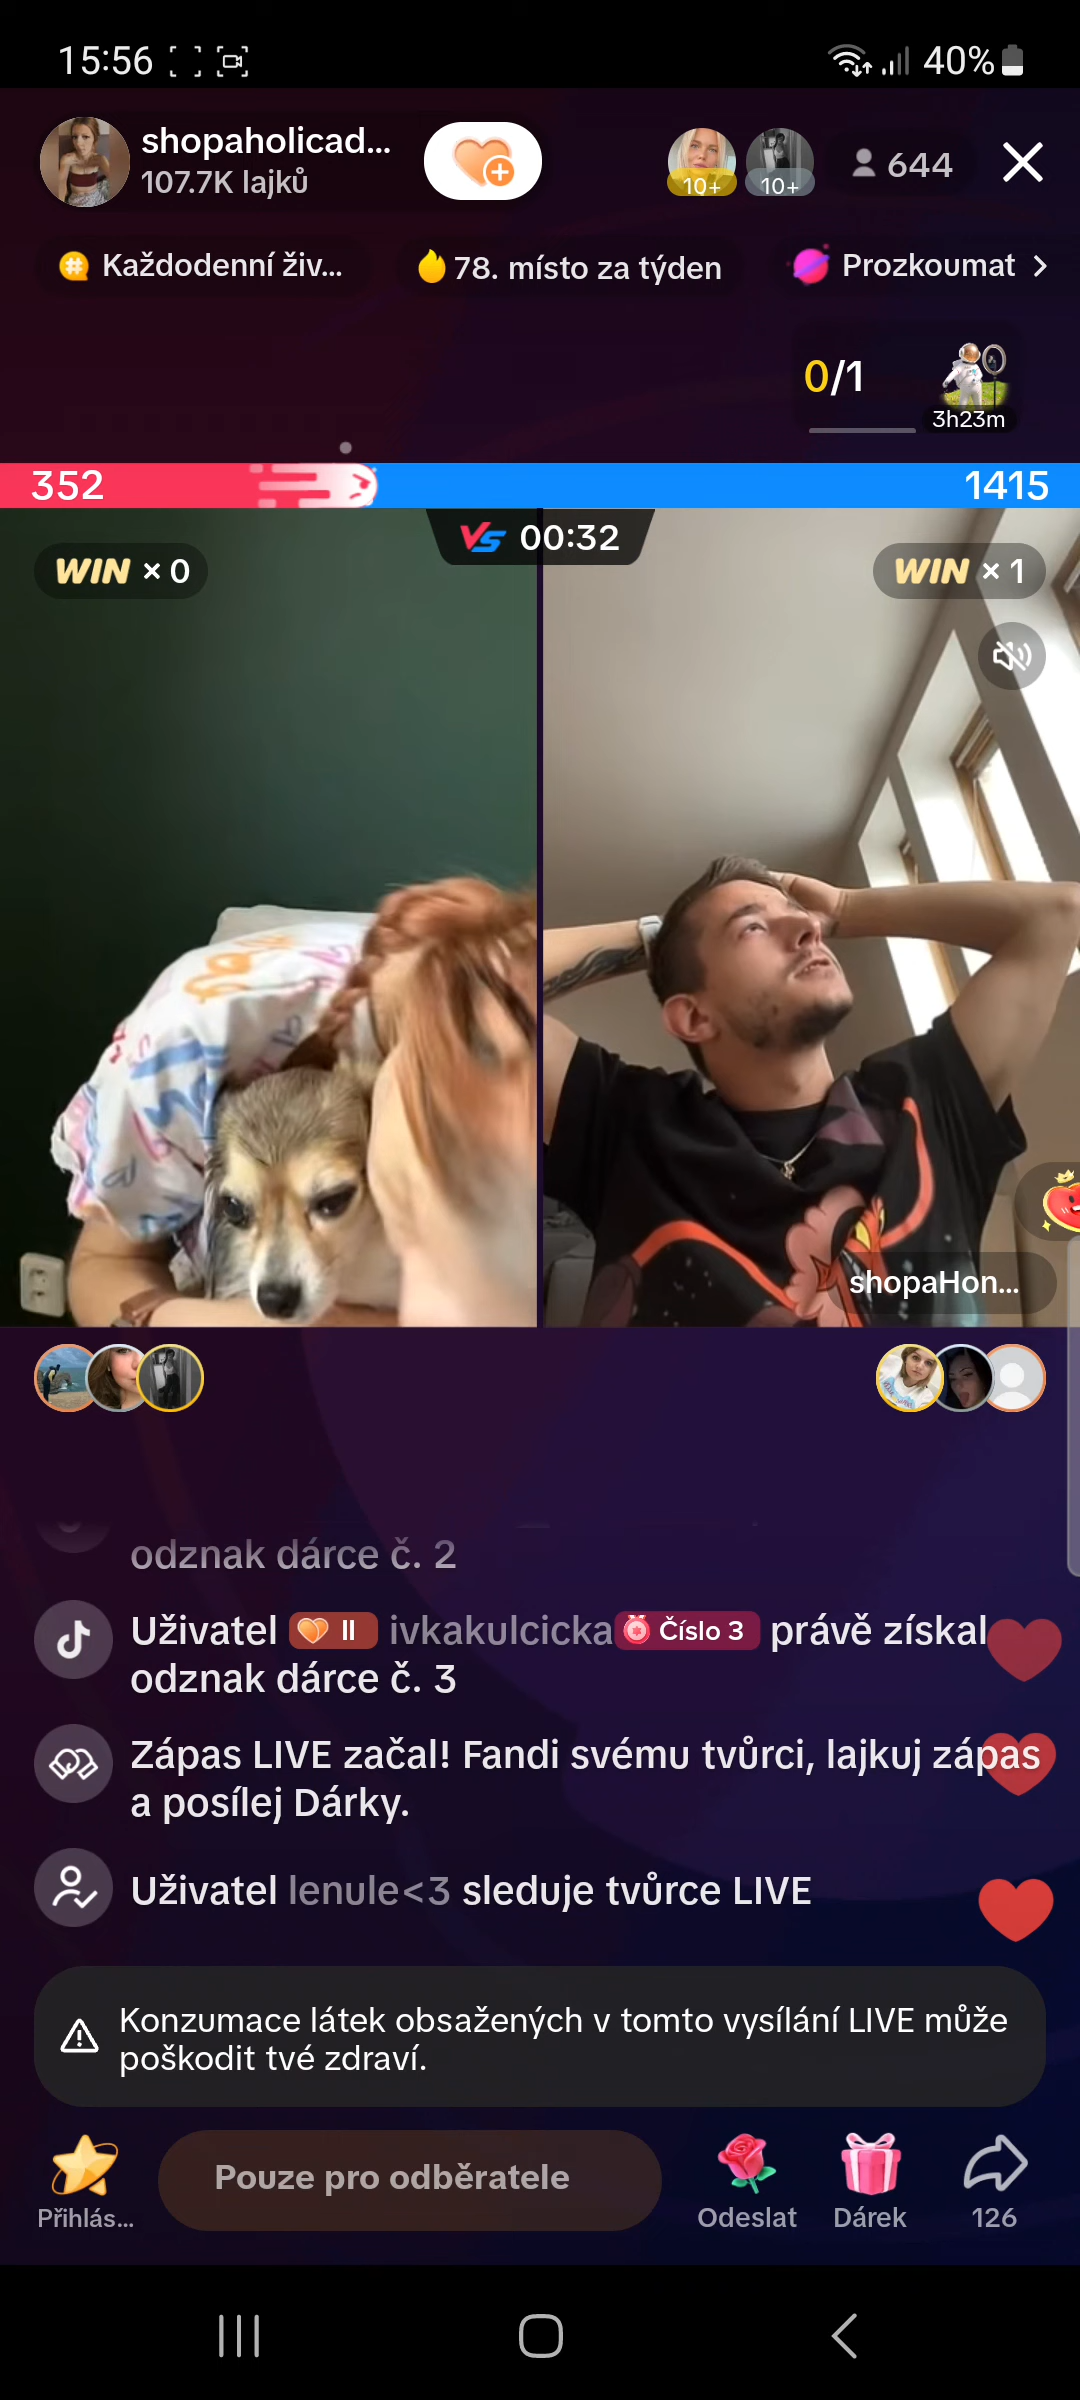 15:56
40%
shopaholicad...
107.7K lajků
10+
10+
644
Každodenní živ...
78. místo za týden
Prozkoumat
0/1
3h23m
352
1415
VS 00:32
WIN × 0
WIN × 1
shopaHon...
odznak dárce č. 2
Uživatel II ivkakulcicka Číslo 3 právě získal
odznak dárce č. 3
Zápas LIVE začal! Fandi svému tvůrci, lajkuj zápas
a posílej Dárky.
Uživatel lenule<3 sleduje tvůrce LIVE
Konzumace látek obsažených v tomto vysílání LIVE může
poškodit tvé zdraví.
Přihlás...
Pouze pro odběratele
Odeslat
Dárek
126